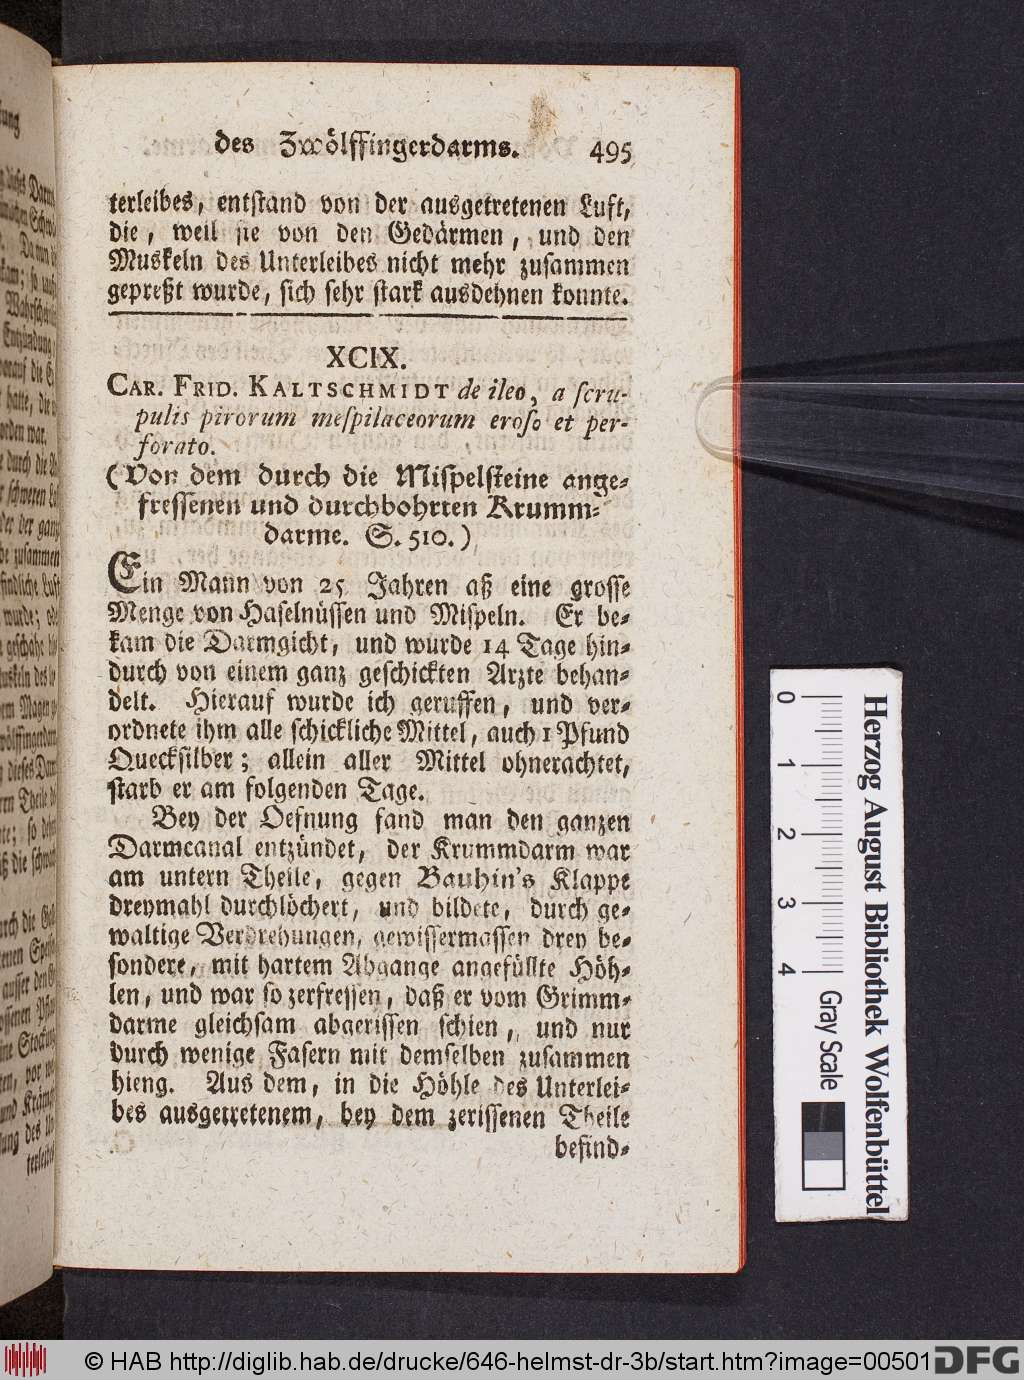 des Zwölffingerdarms. 495
terleibes, entstand von der ausgetretenen Luft,
die, weil sie von den Gedärmen, und den
Muskeln des Unterleibes nicht mehr zusammen
gepreßt wurde, sich sehr stark ausdehnen konnte.
XCIX.
CAR. FRID. KALTSCHMIDT de ileo, a scru-
pulis pirorum mespilaceorum eroso et per-
forato.
(Von dem durch die Mispelsteine ange-
fressenen und durchbohrten Krumm-
darme. S. 510.)
Ein Mann von 25 Jahren aß eine grosse
Menge von Haselnüssen und Mispeln. Er be-
kam die Darmgicht, und wurde 14 Tage hin-
durch von einem ganz geschickten Arzte behan-
delt. Hierauf wurde ich geruffen, und ver-
ordnete ihm alle schickliche Mittel, auch 1 Pfund
Quecksilber; allein aller Mittel ohnerachtet,
starb er am folgenden Tage.
Bey der Oefnung fand man den ganzen
Darmcanal entzündet, der Krummdarm war
am untern Theile, gegen Bauhin's Klappe
dreymahl durchlöchert, und bildete, durch ge-
waltige Verdrehungen, gewissermassen drey be-
sondere, mit hartem Abgange angefüllte Höh-
len, und war so zerfressen, daß er vom Grimm-
darme gleichsam abgerissen schien, und nur
durch wenige Fasern mit demselben zusammen
hieng. Aus dem, in die Höhle des Unterlei-
bes ausgetretenem, bey dem zerissenen Theile
befind-
0 1 2 3 4 Gray Scale
Herzog August Bibliothek Wolfenbüttel
© HAB http://diglib.hab.de/drucke/646-helmst-dr-3b/start.htm?image=00501
DFG